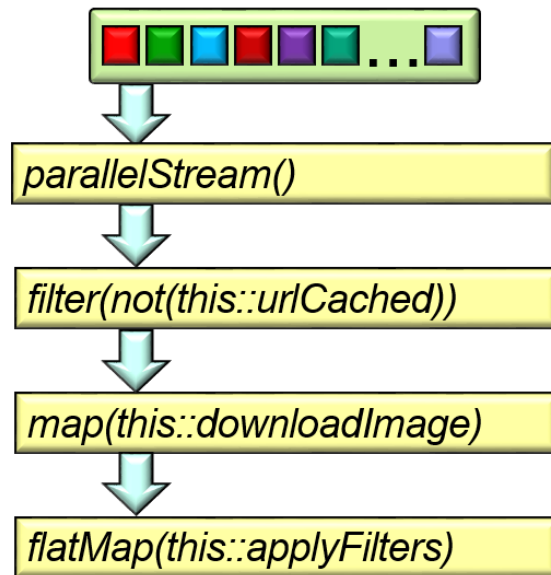 ...
parallelStream()
filter(not(this::urlCached))
map(this::downloadImage)
flatMap(this::applyFilters)